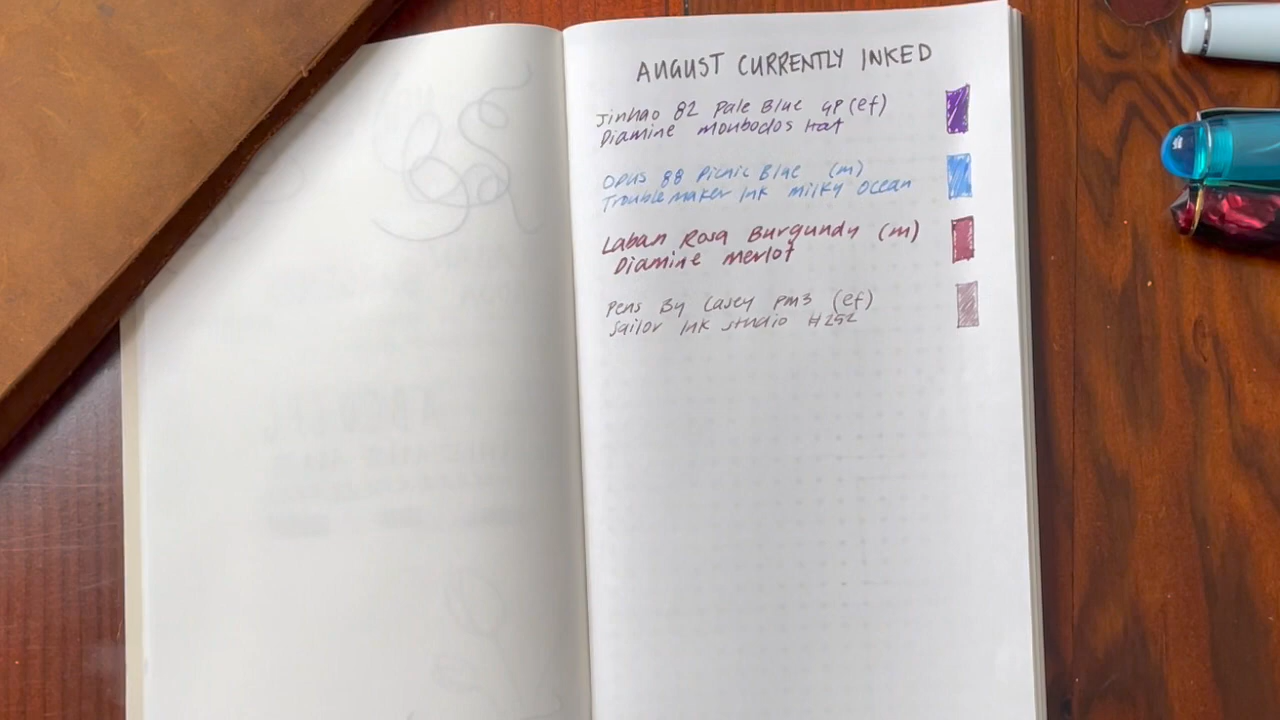 AUGUST CURRENTLY INKED
Jinhao 82 Pale Blue GP (ef)
Diamine monbodos Hat
Opus 88 Picnic Blue (m)
Troublemaker Ink milky Ocean
Laban Rosa Burgundy (m)
Diamine merlot
Pens By Casey PM3 (ef)
Sailor Ink Studio #252